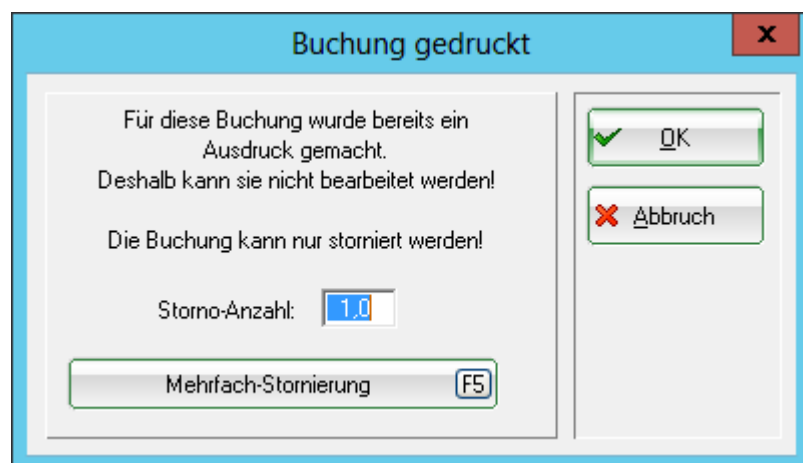 Buchung gedruckt
x
Für diese Buchung wurde bereits ein
Ausdruck gemacht.
Deshalb kann sie nicht bearbeitet werden!
Die Buchung kann nur storniert werden!
Storno-Anzahl: 1,0
Mehrfach-Stornierung F5
OK
Abbruch